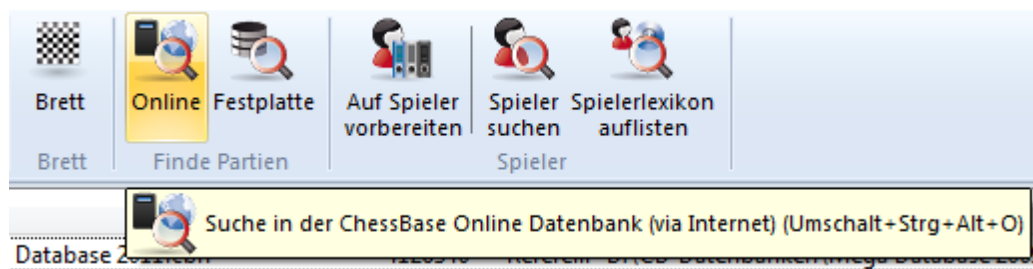 Brett Online Festplatte Auf Spieler Spieler Spielerlexikon
vorbereiten suchen auflisten
Brett Finde Partien Spieler
Suche in der ChessBase Online Datenbank (via Internet) (Umschalt+Strg+Alt+O)
Database